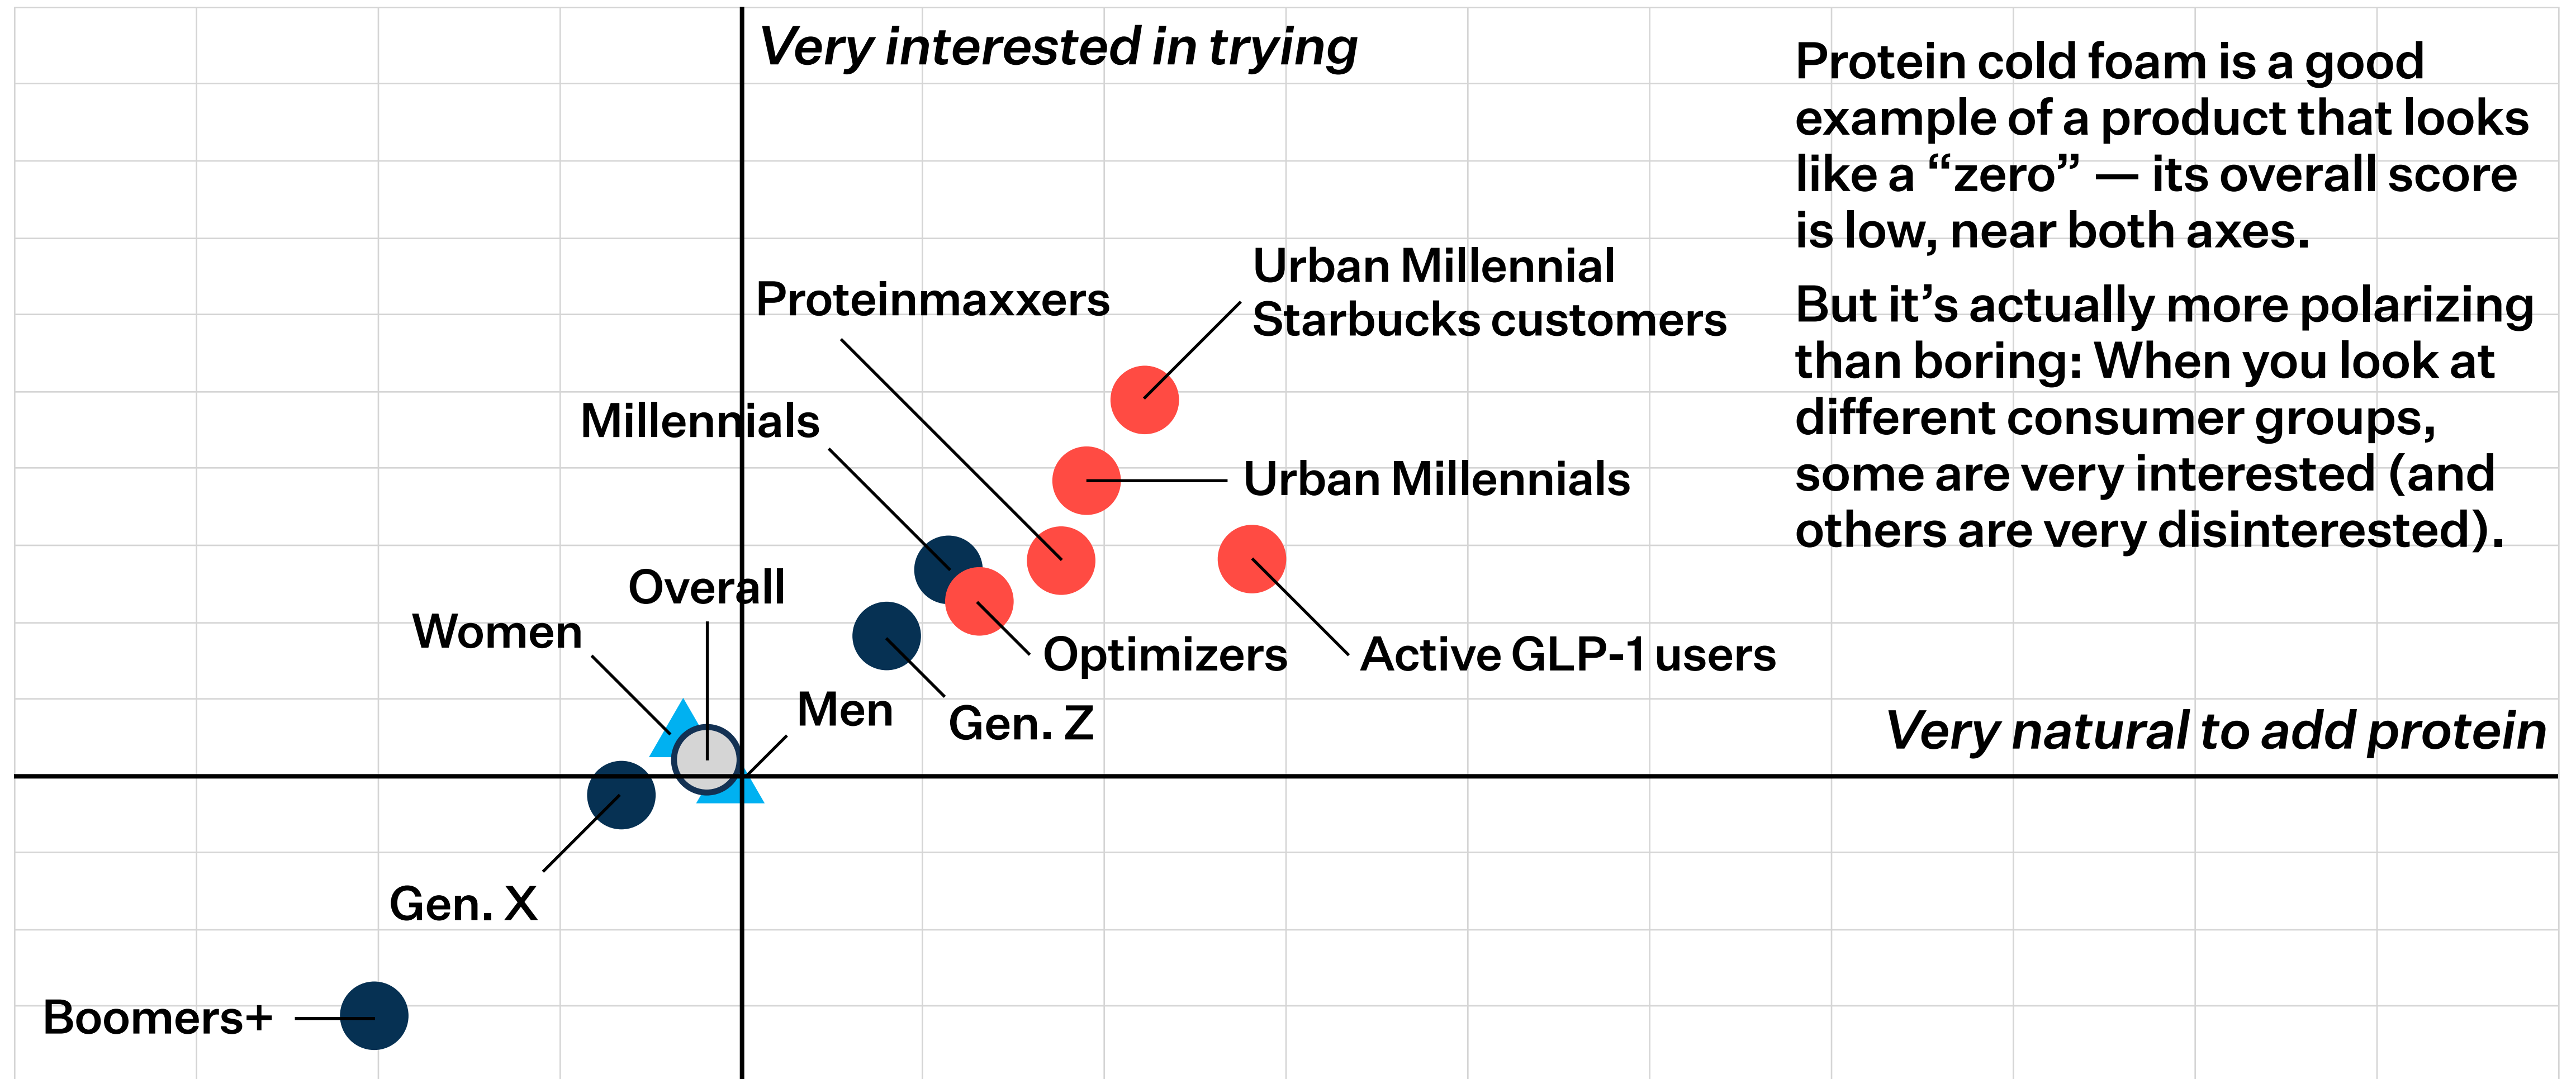 Very interested in trying
Protein cold foam is a good
example of a product that looks
like a “zero” — its overall score
is low, near both axes.
But it’s actually more polarizing
than boring: When you look at
different consumer groups,
some are very interested (and
others are very disinterested).
Urban Millennial
Starbucks customers
Proteinmaxxers
Millennials
Urban Millennials
Overall
Women
Optimizers
Active GLP-1 users
Men
Gen. Z
Very natural to add protein
Gen. X
Boomers+